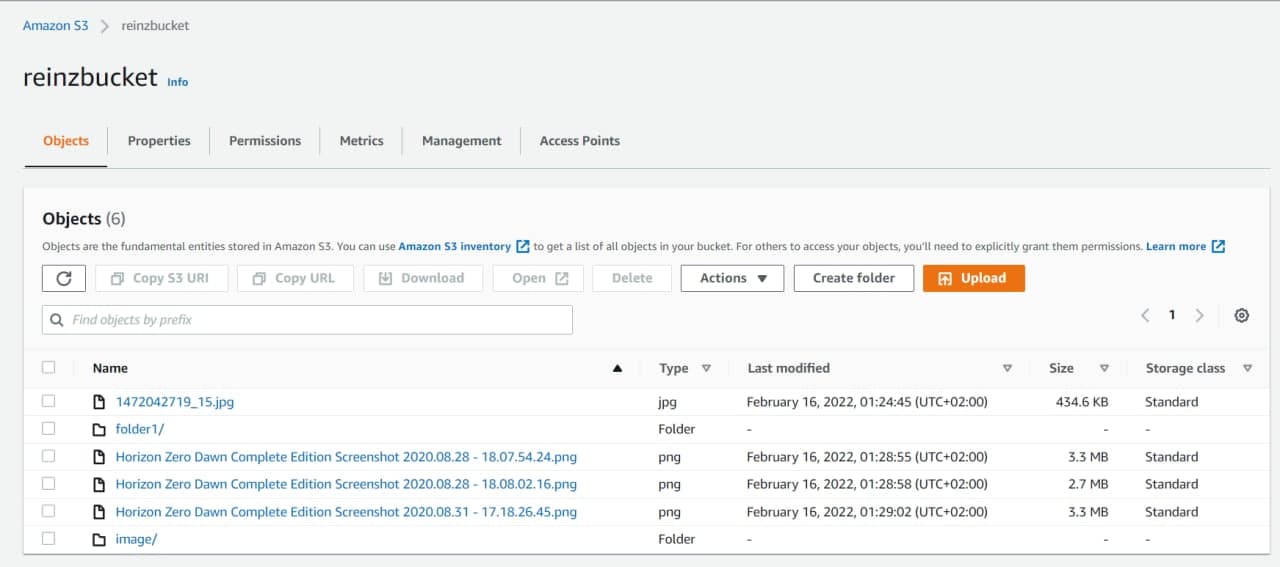 Amazon S3 > reinzbucket
reinzbucket Info
Objects Properties Permissions Metrics Management Access Points
Objects (6)
Objects are the fundamental entities stored in Amazon S3. You can use Amazon S3 inventory to get a list of all objects in your bucket. For others to access your objects, you'll need to explicitly grant them permissions. Learn more
Copy S3 URI Copy URL Download Open Delete Actions Create folder Upload
Find objects by prefix 1
Name Type Last modified Size Storage class
1472042719_15.jpg jpg February 16, 2022, 01:24:45 (UTC+02:00) 434.6 KB Standard
folder1/ Folder - - -
Horizon Zero Dawn Complete Edition Screenshot 2020.08.28 - 18.07.54.24.png png February 16, 2022, 01:28:55 (UTC+02:00) 3.3 MB Standard
Horizon Zero Dawn Complete Edition Screenshot 2020.08.28 - 18.08.02.16.png png February 16, 2022, 01:28:58 (UTC+02:00) 2.7 MB Standard
Horizon Zero Dawn Complete Edition Screenshot 2020.08.31 - 17.18.26.45.png png February 16, 2022, 01:29:02 (UTC+02:00) 3.3 MB Standard
image/ Folder - - -